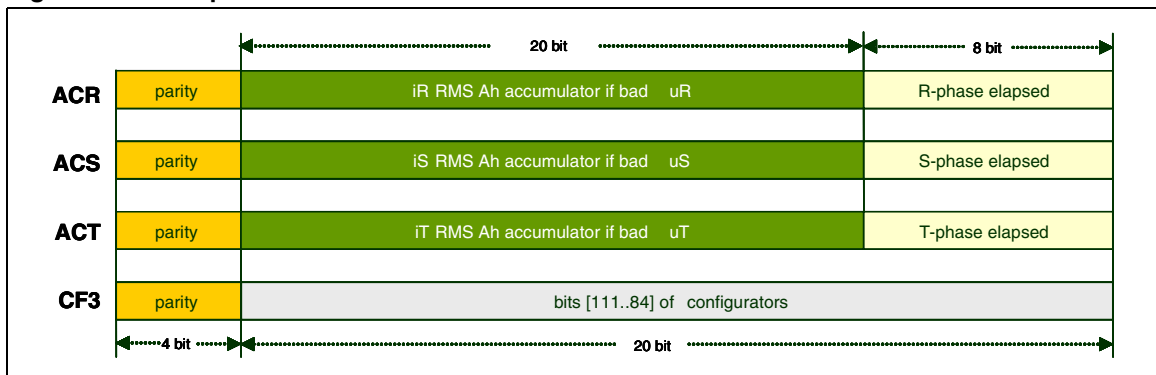 20 bit 8 bit
ACR parity iR RMS Ah accumulator if bad uR R-phase elapsed
ACS parity iS RMS Ah accumulator if bad uS S-phase elapsed
ACT parity iT RMS Ah accumulator if bad uT T-phase elapsed
CF3 parity bits [111..84] of configurators
4 bit 20 bit